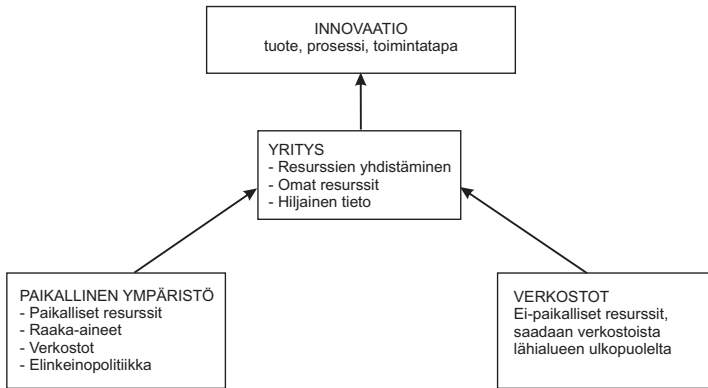 INNOVAATIO
tuote, prosessi, toimintatapa
YRITYS
- Resurssien yhdistäminen
- Omat resurssit
- Hiljainen tieto
PAIKALLINEN YMPÄRISTÖ
- Paikalliset resurssit
- Raaka-aineet
- Verkostot
- Elinkeinopolitiikka
VERKOSTOT
Ei-paikalliset resurssit,
saadaan verkostoista
lähialueen ulkopuolelta